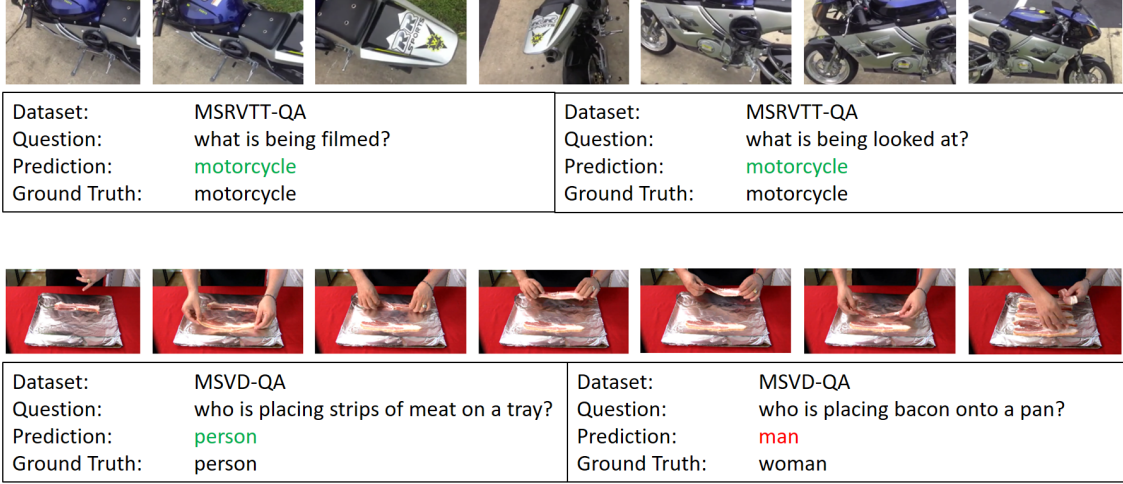 Dataset: MSRVTT-QA
Question: what is being filmed?
Prediction: motorcycle
Ground Truth: motorcycle
Dataset: MSRVTT-QA
Question: what is being looked at?
Prediction: motorcycle
Ground Truth: motorcycle
Dataset: MSVD-QA
Question: who is placing strips of meat on a tray?
Prediction: person
Ground Truth: person
Dataset: MSVD-QA
Question: who is placing bacon onto a pan?
Prediction: man
Ground Truth: woman